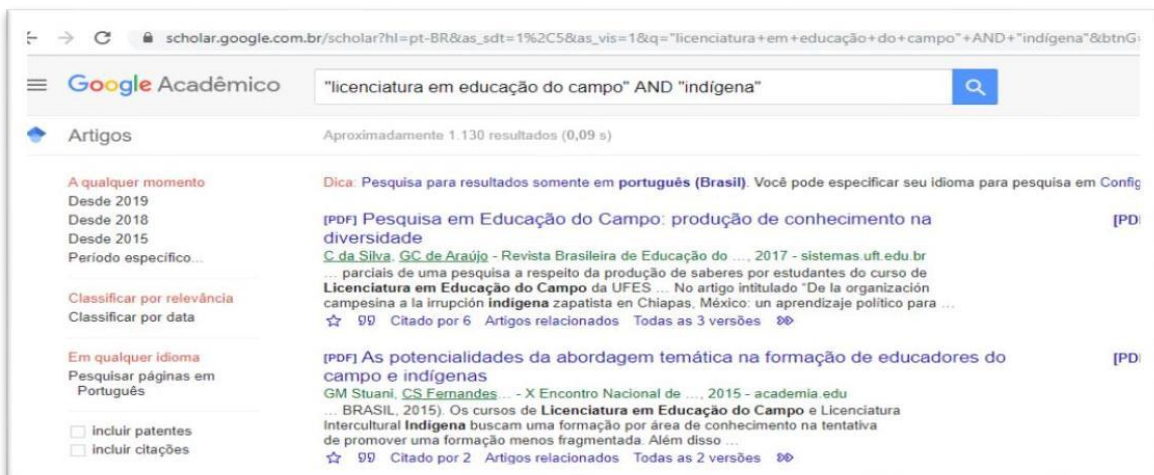 scholar.google.com.br/scholar?hl=pt-BR&as_sdt=1%2C5&as_vis=1&q="licenciatura+em+educação+do+campo"+AND+"indígena"&btnG
Google Acadêmico
"licenciatura em educação do campo" AND "indígena"
Artigos
Aproximadamente 1.130 resultados (0,09 s)
A qualquer momento
Desde 2019
Desde 2018
Desde 2015
Período específico...
Classificar por relevância
Classificar por data
Em qualquer idioma
Pesquisar páginas em
Português
incluir patentes
incluir citações
Dica: Pesquisa para resultados somente em português (Brasil). Você pode especificar seu idioma para pesquisa em Config
[PDF] Pesquisa em Educação do Campo: produção de conhecimento na
diversidade
[PD
C da Silva, GC de Araújo - Revista Brasileira de Educação do ..., 2017 - sistemas.uft.edu.br
... parciais de uma pesquisa a respeito da produção de saberes por estudantes do curso de
Licenciatura em Educação do Campo da UFES ... No artigo intitulado "De la organización
campesina a la irrupción indígena zapatista en Chiapas, México: un aprendizaje político para ...
Citado por 6 Artigos relacionados Todas as 3 versões
[PDF] As potencialidades da abordagem temática na formação de educadores do
campo e indígenas
[PD
GM Stuani, CS Fernandes... - X Encontro Nacional de ..., 2015 - academia.edu
... BRASIL, 2015). Os cursos de Licenciatura em Educação do Campo e Licenciatura
Intercultural Indígena buscam uma formação por área de conhecimento na tentativa
de promover uma formação menos fragmentada. Além disso ...
Citado por 2 Artigos relacionados Todas as 2 versões